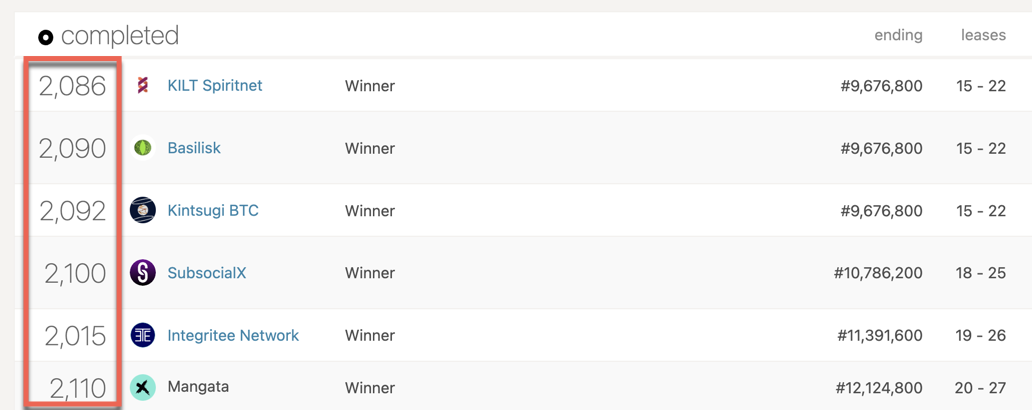 completed ending leases
2,086 KILT Spiritnet Winner #9,676,800 15 - 22
2,090 Basilisk Winner #9,676,800 15 - 22
2,092 Kintsugi BTC Winner #9,676,800 15 - 22
2,100 SubsocialX Winner #10,786,200 18 - 25
2,015 Integritee Network Winner #11,391,600 19 - 26
2,110 Mangata Winner #12,124,800 20 - 27